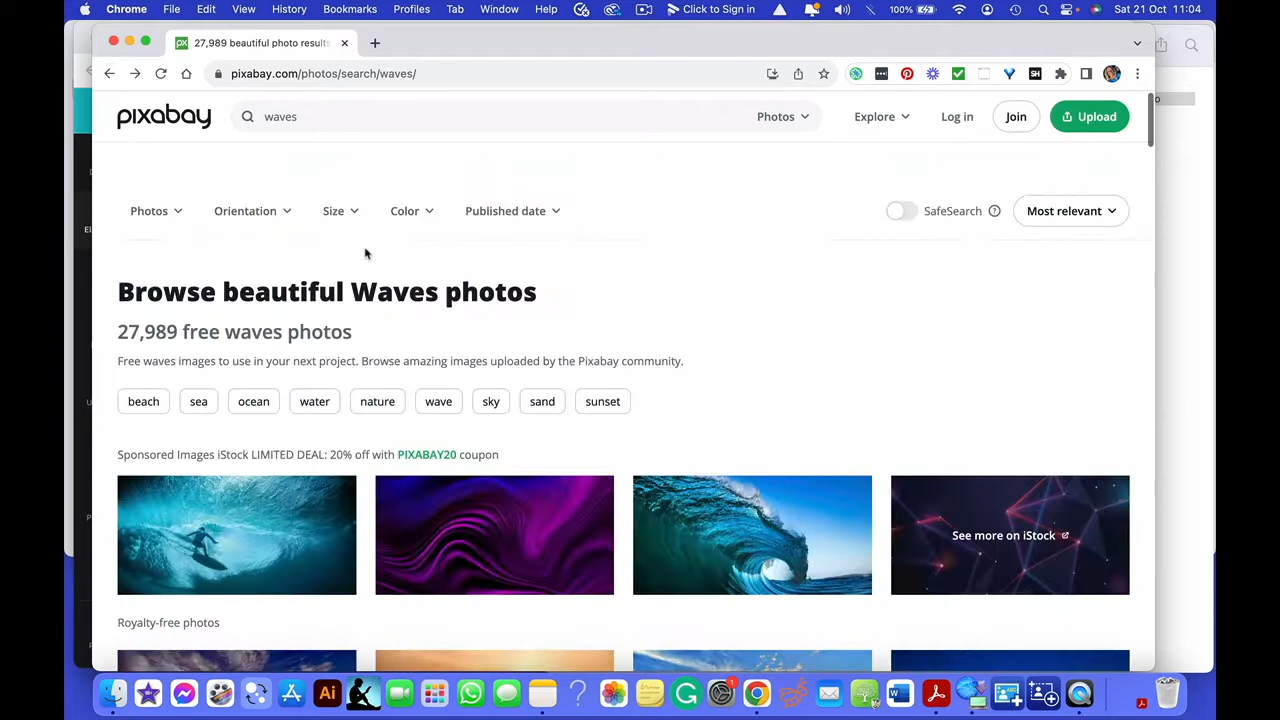 Chrome File Edit View History Bookmarks Profiles Tab Window Help Click to Sign in 100% Sat 21 Oct 11:04
px 27,989 beautiful photo results
pixabay.com/photos/search/waves/
SH
pixabay waves Photos Explore Log in Join Upload
Photos Orientation Size Color Published date SafeSearch ? Most relevant
Browse beautiful Waves photos
27,989 free waves photos
Free waves images to use in your next project. Browse amazing images uploaded by the Pixabay community.
beach sea ocean water nature wave sky sand sunset
Sponsored Images iStock LIMITED DEAL: 20% off with PIXABAY20 coupon
See more on iStock
Royalty-free photos
Ai 1 W